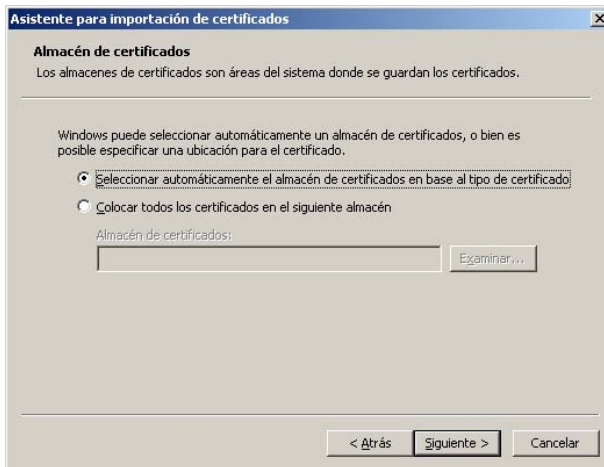 Asistente para importación de certificados
Almacén de certificados
Los almacenes de certificados son áreas del sistema donde se guardan los certificados.
Windows puede seleccionar automáticamente un almacén de certificados, o bien es
posible especificar una ubicación para el certificado.
Seleccionar automáticamente el almacén de certificados en base al tipo de certificado
Colocar todos los certificados en el siguiente almacén
Almacén de certificados:
Examinar...
< Atrás Siguiente > Cancelar